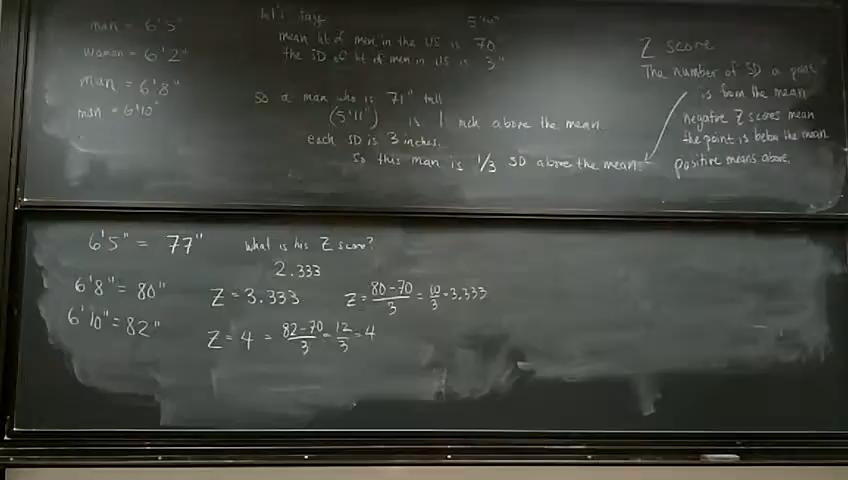 man = 6'5"
woman = 6'2"
man = 6'8"
man = 6'10"
let's say
5'10"
mean ht of men in the US is 70
the SD of ht of men in US is 3"
So a man who is 71" tall
(5'11") is 1 inch above the mean.
each SD is 3 inches.
So this man is 1/3 SD above the mean.
Z score
The number of SD a point
is from the mean
negative Z scores mean
the point is below the mean
positive means above.
6'5" = 77" What is his Z score?
2.333
6'8" = 80" Z = 3.333 Z = 80-70/3 = 10/3 = 3.333
6'10" = 82" Z = 4 = 82-70/3 = 12/3 = 4